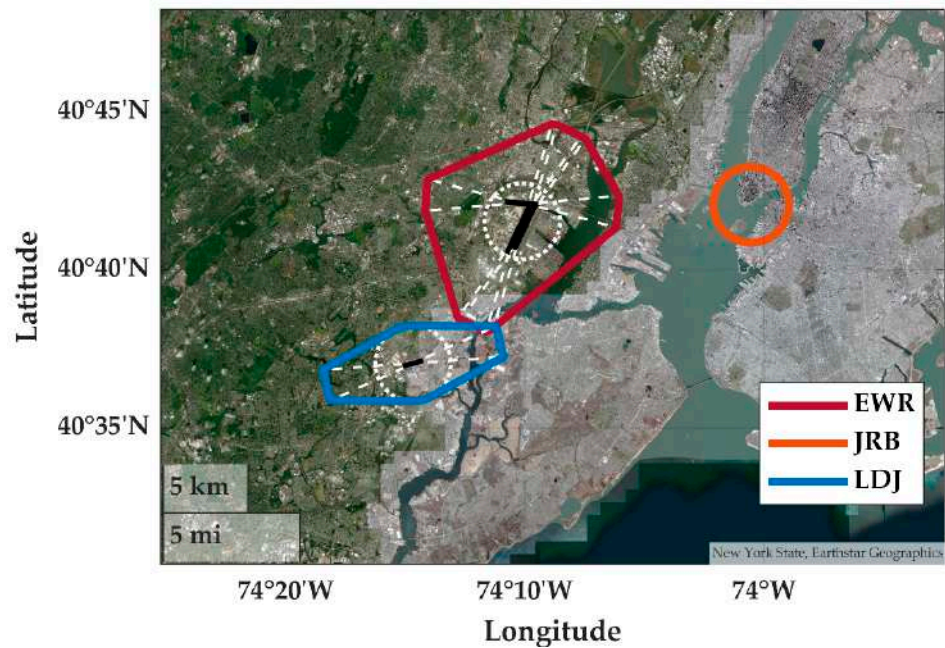 40°45'N
40°40'N
40°35'N
Latitude
EWR
JRB
LDJ
5 km
5 mi
New York State, Earthstar Geographics
74°20'W
74°10'W
74°W
Longitude